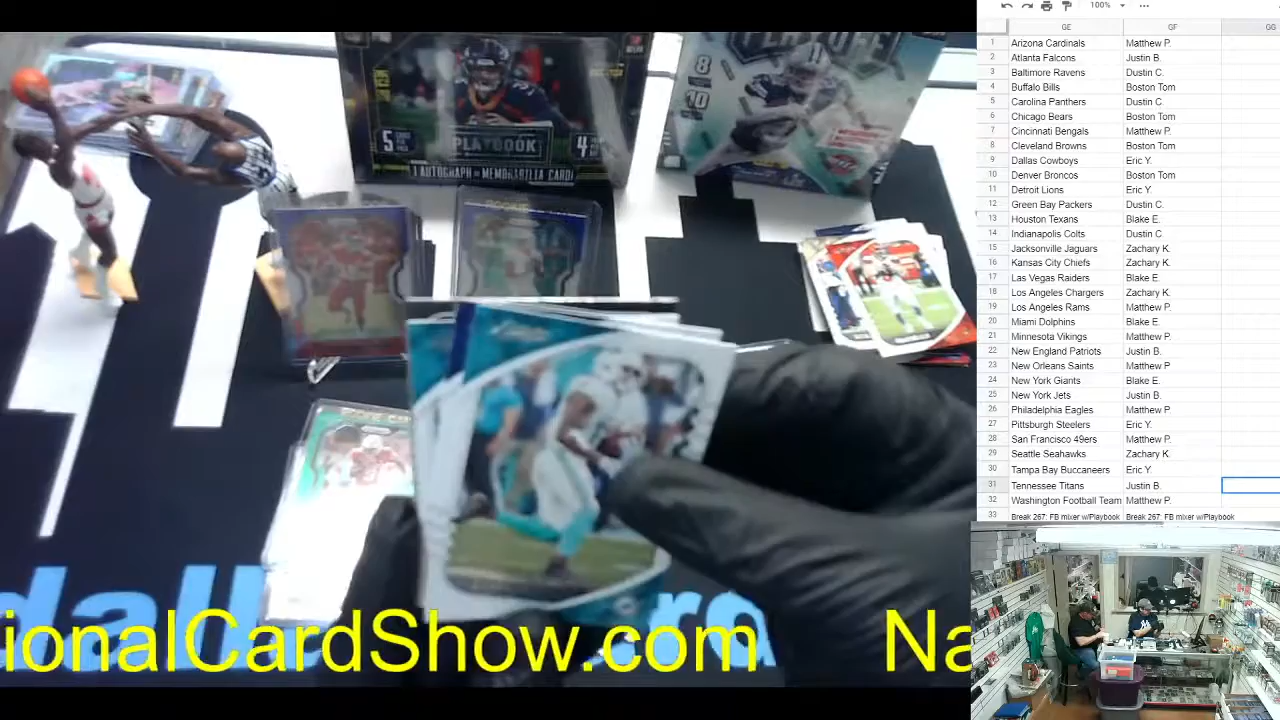 100%
GE GF GG
1 Arizona Cardinals Matthew P.
2 Atlanta Falcons Justin B.
3 Baltimore Ravens Dustin C.
4 Buffalo Bills Boston Tom
5 Carolina Panthers Dustin C.
6 Chicago Bears Boston Tom
7 Cincinnati Bengals Matthew P.
8 Cleveland Browns Boston Tom
9 Dallas Cowboys Eric Y.
10 Denver Broncos Boston Tom
11 Detroit Lions Eric Y.
12 Green Bay Packers Dustin C.
13 Houston Texans Blake E.
14 Indianapolis Colts Dustin C
15 Jacksonville Jaguars Zachary K.
16 Kansas City Chiefs Zachary K.
17 Las Vegas Raiders Blake E.
18 Los Angeles Chargers Zachary K.
19 Los Angeles Rams Matthew P.
20 Miami Dolphins Blake E.
21 Minnesota Vikings Matthew P.
22 New England Patriots Justin B.
23 New Orleans Saints Matthew P
24 New York Giants Blake E.
25 New York Jets Justin B.
26 Philadelphia Eagles Matthew P
27 Pittsburgh Steelers Eric Y.
28 San Francisco 49ers Matthew P.
29 Seattle Seahawks Zachary K.
30 Tampa Bay Buccaneers Eric Y.
31 Tennessee Titans Justin B.
32 Washington Football Team Matthew P.
33 Break 267: FB mixer w/Playbook Break 267: FB mixer w/Playbook
5 PLAYBOOK 4
1 AUTOGRAPH OR MEMORABILIA CARD
PLAYOFF
8
10
ROOKIE
dall
rd
ionalCardShow.com Na